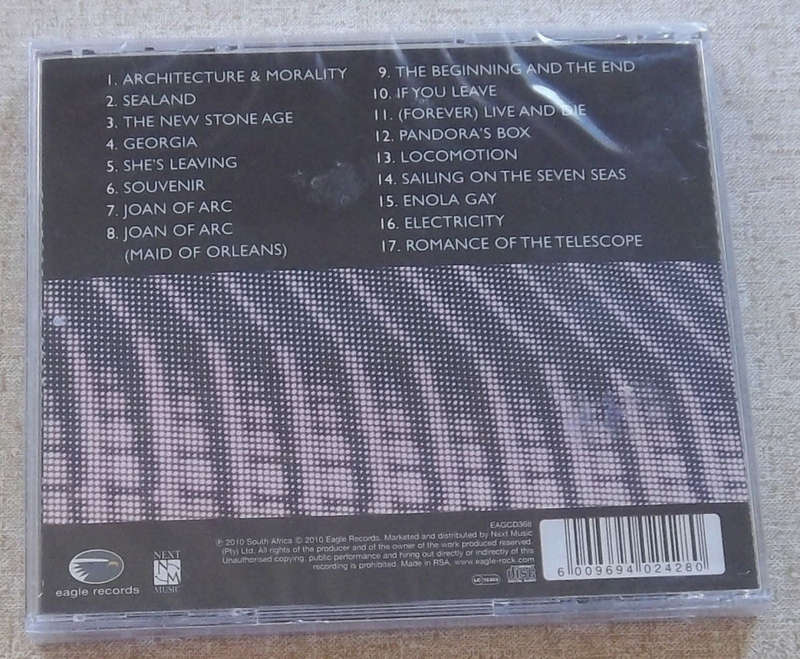 1. ARCHITECTURE & MORALITY
2. SEALAND
3. THE NEW STONE AGE
4. GEORGIA
5. SHE'S LEAVING
6. SOUVENIR
7. JOAN OF ARC
8. JOAN OF ARC
(MAID OF ORLEANS)
9. THE BEGINNING AND THE END
10. IF YOU LEAVE
11. (FOREVER) LIVE AND DIE
12. PANDORA'S BOX
13. LOCOMOTION
14. SAILING ON THE SEVEN SEAS
15. ENOLA GAY
16. ELECTRICITY
17. ROMANCE OF THE TELESCOPE
eagle records
NEXT
NM
MUSIC
EAGCD368
℗ 2010 South Africa © 2010 Eagle Records. Marketed and distributed by Next Music
(Pty) Ltd. All rights of the producer and of the owner of the work produced reserved.
Unauthorised copying, public performance and hiring out directly or indirectly of this
recording is prohibited. Made in RSA. www.eagle-rock.com
6 009694 024280